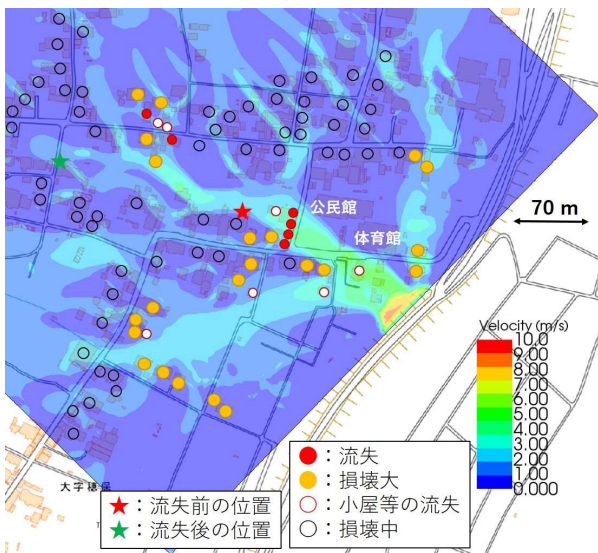 公民館
体育館
70 m
Velocity (m/s)
10.0
9.00
8.00
7.00
6.00
5.00
4.00
3.00
2.00
1.00
0.000
大字穂保
★：流失前の位置
★：流失後の位置
●：流失
●：損壊大
○：小屋等の流失
○：損壊中